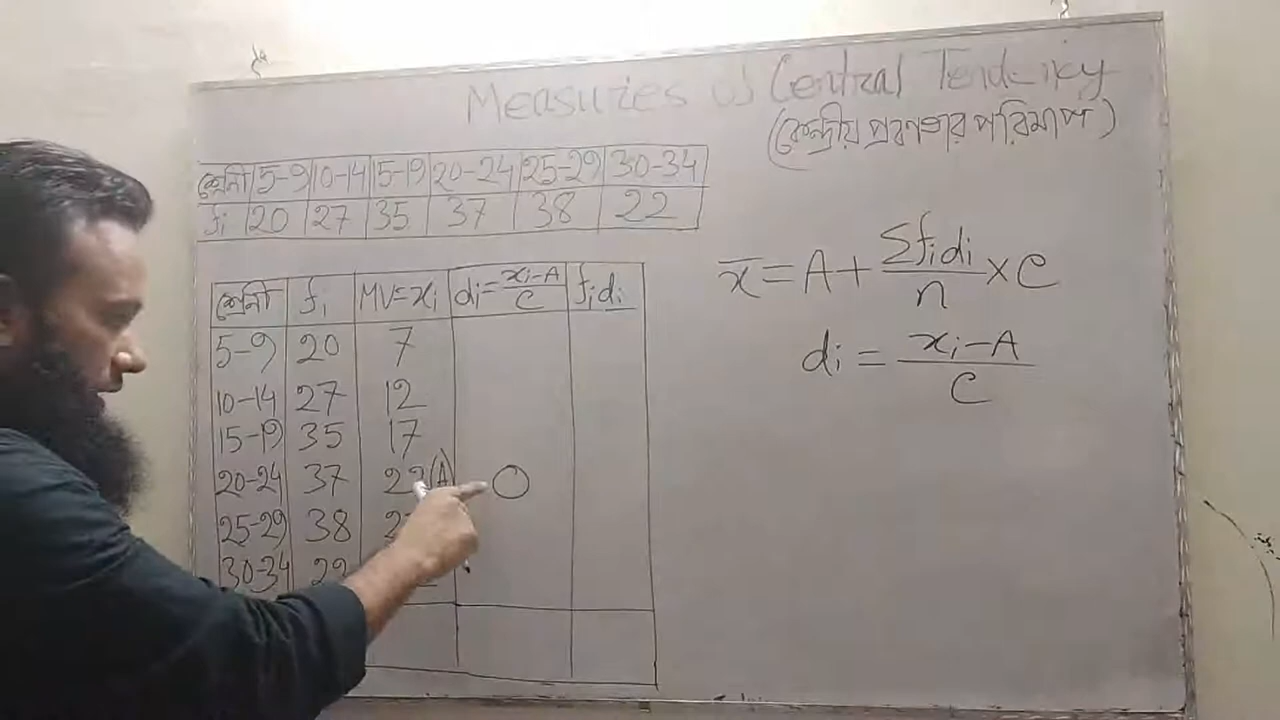 Measures of Central Tendency
(কেন্দ্রীয় প্রবণতার পরিমাপ)
শ্রেণী 5-9 10-14 15-19 20-24 25-29 30-34
fi 20 27 35 37 38 22
x̄ = A + Σfidi/n × C
di = xi-A/C
শ্রেণী fi MV=xi di = xi-A/C fidi
5-9 20 7
10-14 27 12
15-19 35 17
20-24 37 22(A) 0
25-29 38
30-34 22